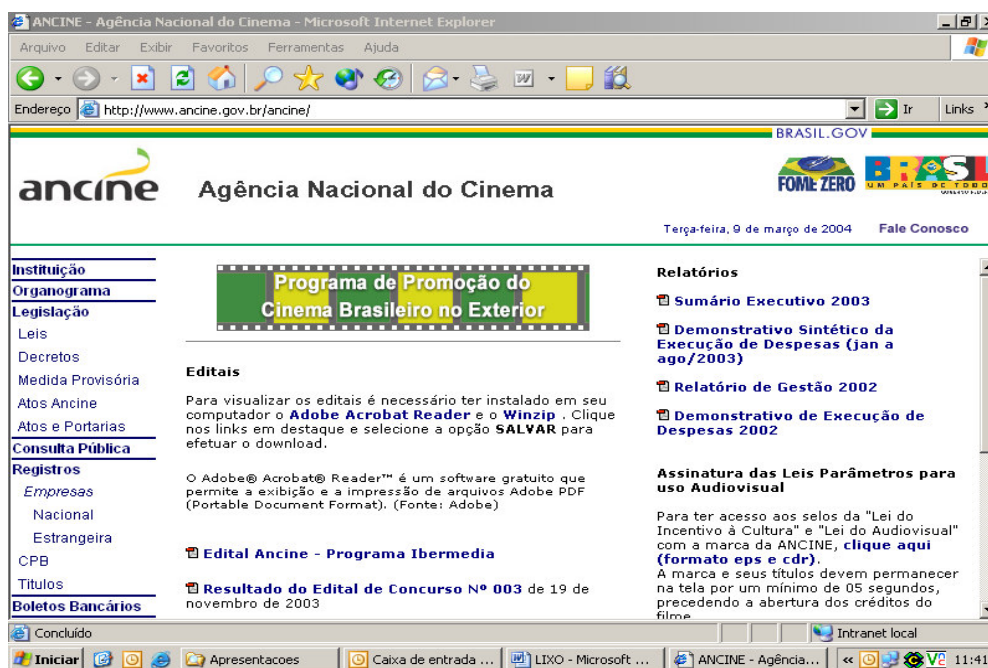 ANCINE - Agência Nacional do Cinema - Microsoft Internet Explorer
Arquivo Editar Exibir Favoritos Ferramentas Ajuda
Endereço http://www.ancine.gov.br/ancine/ Ir Links
BRASIL.GOV
ancine
Agência Nacional do Cinema
FOME ZERO
BRASIL
UM PAÍS DE TODO
Terça-feira, 9 de março de 2004 Fale Conosco
Instituição
Organograma
Legislação
Leis
Decretos
Medida Provisória
Atos Ancine
Atos e Portarias
Consulta Pública
Registros
Empresas
Nacional
Estrangeira
CPB
Titulos
Boletos Bancários
Programa de Promoção do
Cinema Brasileiro no Exterior
Editais
Para visualizar os editais é necessário ter instalado em seu
computador o Adobe Acrobat Reader e o Winzip . Clique
nos links em destaque e selecione a opção SALVAR para
efetuar o download.
O Adobe® Acrobat® Reader™ é um software gratuito que
permite a exibição e a impressão de arquivos Adobe PDF
(Portable Document Format). (Fonte: Adobe)
Edital Ancine - Programa Ibermedia
Resultado do Edital de Concurso Nº 003 de 19 de
novembro de 2003
Relatórios
Sumário Executivo 2003
Demonstrativo Sintético da
Execução de Despesas (jan a
ago/2003)
Relatório de Gestão 2002
Demonstrativo de Execução de
Despesas 2002
Assinatura das Leis Parâmetros para
uso Audiovisual
Para ter acesso aos selos da "Lei do
Incentivo à Cultura" e "Lei do Audiovisual"
com a marca da ANCINE, clique aqui
(formato eps e cdr).
A marca e seus títulos devem permanecer
na tela por um mínimo de 05 segundos,
precedendo a abertura dos créditos do
filme
Concluído Intranet local
Iniciar Apresentacoes Caixa de entrada ... LIXO - Microsoft ... ANCINE - Agência... 11:41